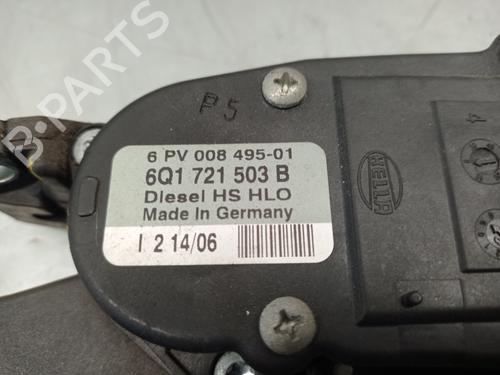 P5
6 PV 008 495-01
6Q1 721 503 B
Diesel HS HLO
Made In Germany
I 2 14/06
HELLA
4
B-PARTS